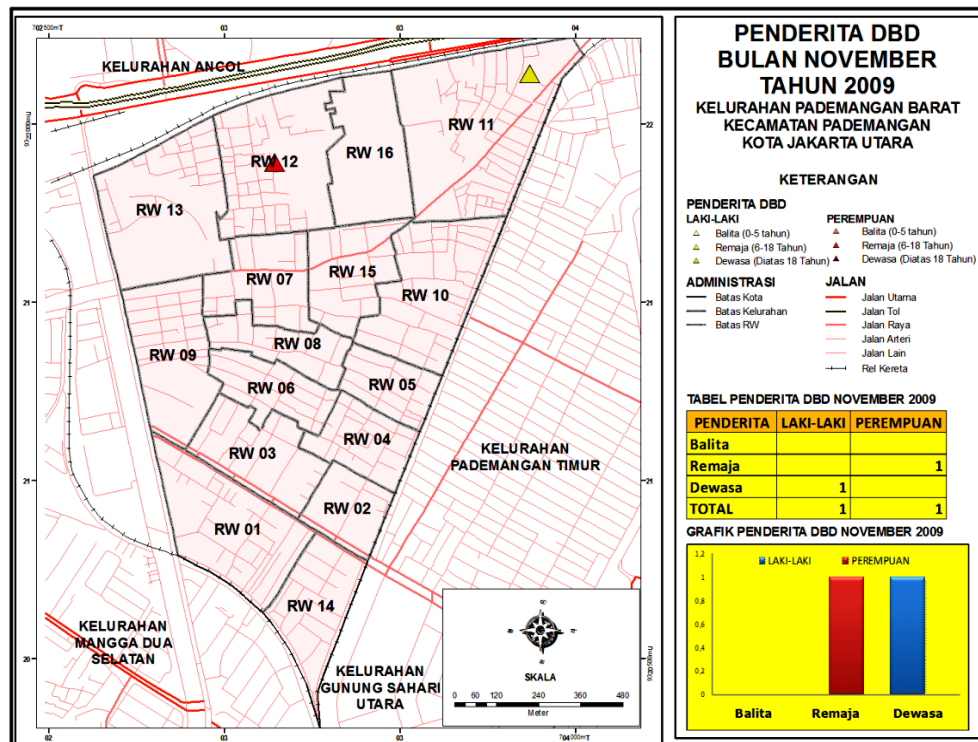 PENDERITA DBD
BULAN NOVEMBER
TAHUN 2009
KELURAHAN PADEMANGAN BARAT
KECAMATAN PADEMANGAN
KOTA JAKARTA UTARA
KETERANGAN
PENDERITA DBD
LAKI-LAKI PEREMPUAN
Balita (0-5 tahun) Balita (0-5 tahun)
Remaja (6-18 Tahun) Remaja (6-18 Tahun)
Dewasa (Diatas 18 Tahun) Dewasa (Diatas 18 Tahun)
ADMINISTRASI JALAN
Batas Kota Jalan Utama
Batas Kelurahan Jalan Tol
Batas RW Jalan Raya
Jalan Arteri
Jalan Lain
Rel Kereta
TABEL PENDERITA DBD NOVEMBER 2009
PENDERITA LAKI-LAKI PEREMPUAN
Balita
Remaja 1
Dewasa 1
TOTAL 1 1
GRAFIK PENDERITA DBD NOVEMBER 2009
LAKI-LAKI PEREMPUAN
1,2
1
0,8
0,6
0,4
0,2
0
Balita Remaja Dewasa
03 03 04
KELURAHAN ANCOL
22 22
RW 11
RW 12
RW 16
RW 13
RW 07
RW 15
RW 10
21 21
RW 08
RW 09
RW 06
RW 05
RW 03
RW 04
KELURAHAN
PADEMANGAN TIMUR
21 21
RW 02
RW 01
RW 14
KELURAHAN
MANGGA DUA
SELATAN
KELURAHAN
GUNUNG SAHARI
UTARA
20
SKALA
0 60 120 240 360 480
Meter
02 03 03